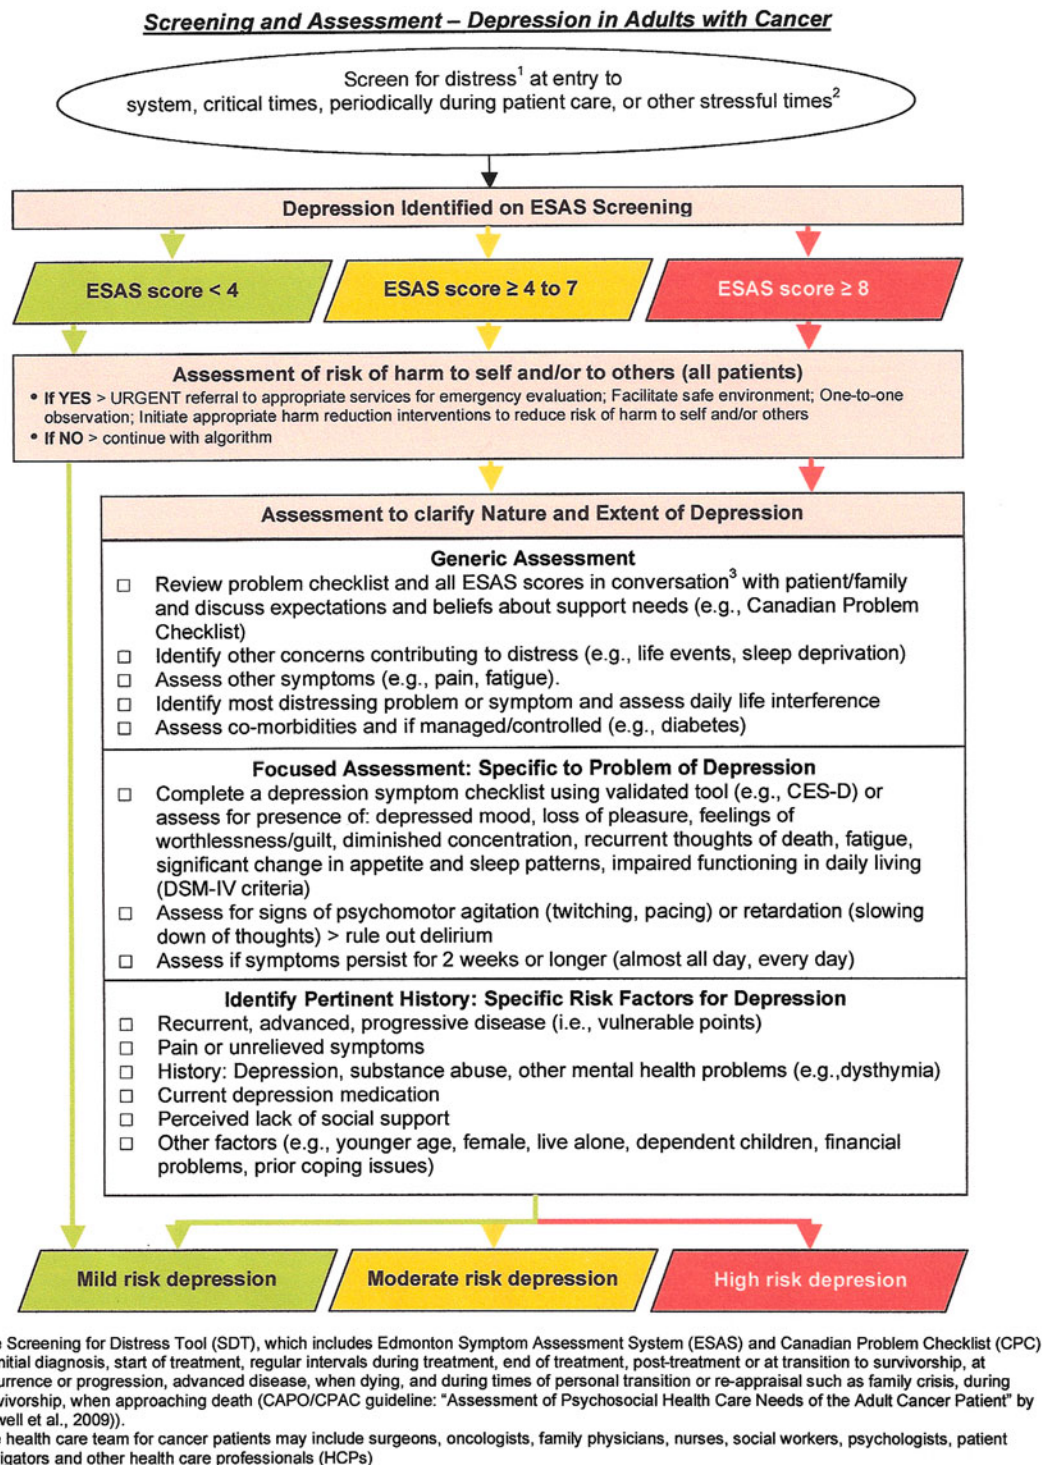 Screening and Assessment – Depression in Adults with Cancer
Screen for distress1 at entry to
system, critical times, periodically during patient care, or other stressful times2
Depression Identified on ESAS Screening
ESAS score < 4
ESAS score ≥ 4 to 7
ESAS score ≥ 8
Assessment of risk of harm to self and/or to others (all patients)
• If YES > URGENT referral to appropriate services for emergency evaluation; Facilitate safe environment; One-to-one
observation; Initiate appropriate harm reduction interventions to reduce risk of harm to self and/or others
• If NO > continue with algorithm
Assessment to clarify Nature and Extent of Depression
Generic Assessment
☐ Review problem checklist and all ESAS scores in conversation3 with patient/family
and discuss expectations and beliefs about support needs (e.g., Canadian Problem
Checklist)
☐ Identify other concerns contributing to distress (e.g., life events, sleep deprivation)
☐ Assess other symptoms (e.g., pain, fatigue).
☐ Identify most distressing problem or symptom and assess daily life interference
☐ Assess co-morbidities and if managed/controlled (e.g., diabetes)
Focused Assessment: Specific to Problem of Depression
☐ Complete a depression symptom checklist using validated tool (e.g., CES-D) or
assess for presence of: depressed mood, loss of pleasure, feelings of
worthlessness/guilt, diminished concentration, recurrent thoughts of death, fatigue,
significant change in appetite and sleep patterns, impaired functioning in daily living
(DSM-IV criteria)
☐ Assess for signs of psychomotor agitation (twitching, pacing) or retardation (slowing
down of thoughts) > rule out delirium
☐ Assess if symptoms persist for 2 weeks or longer (almost all day, every day)
Identify Pertinent History: Specific Risk Factors for Depression
☐ Recurrent, advanced, progressive disease (i.e., vulnerable points)
☐ Pain or unrelieved symptoms
☐ History: Depression, substance abuse, other mental health problems (e.g.,dysthymia)
☐ Current depression medication
☐ Perceived lack of social support
☐ Other factors (e.g., younger age, female, live alone, dependent children, financial
problems, prior coping issues)
Mild risk depression
Moderate risk depression
High risk depresion
Screening for Distress Tool (SDT), which includes Edmonton Symptom Assessment System (ESAS) and Canadian Problem Checklist (CPC)
nitial diagnosis, start of treatment, regular intervals during treatment, end of treatment, post-treatment or at transition to survivorship, at
urrence or progression, advanced disease, when dying, and during times of personal transition or re-appraisal such as family crisis, during
vivorship, when approaching death (CAPO/CPAC guideline: "Assessment of Psychosocial Health Care Needs of the Adult Cancer Patient" by
well et al., 2009)).
health care team for cancer patients may include surgeons, oncologists, family physicians, nurses, social workers, psychologists, patient
igators and other health care professionals (HCPs)